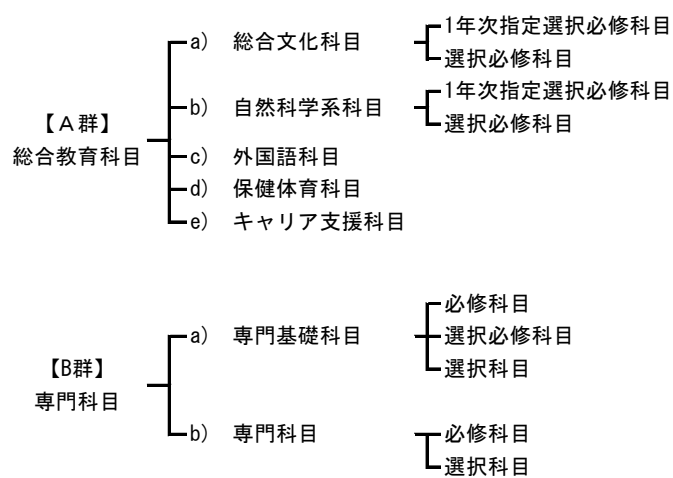 1年次指定選択必修科目
a) 総合文化科目
選択必修科目
1年次指定選択必修科目
b) 自然科学系科目
選択必修科目
【A群】
総合教育科目
c) 外国語科目
d) 保健体育科目
e) キャリア支援科目
必修科目
a) 専門基礎科目
選択必修科目
選択科目
【B群】
専門科目
b) 専門科目
必修科目
選択科目